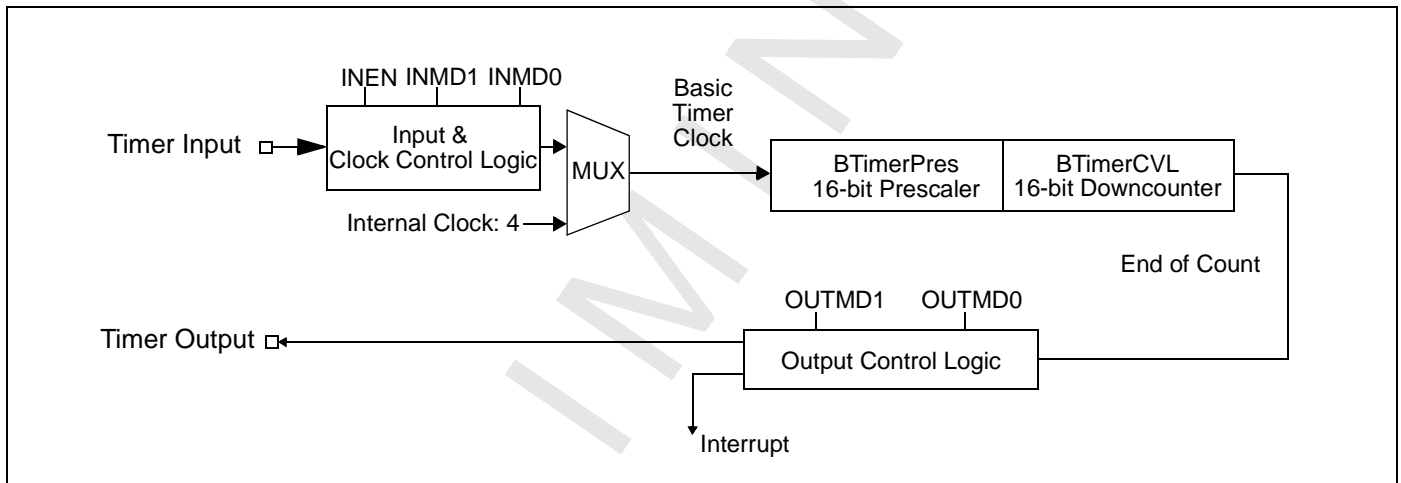 INEN INMD1 INMD0
Timer Input
Input &
Clock Control Logic
MUX
Internal Clock: 4
Basic
Timer
Clock
BTimerPres
16-bit Prescaler
BTimerCVL
16-bit Downcounter
End of Count
OUTMD1 OUTMD0
Output Control Logic
Timer Output
Interrupt
I M I N